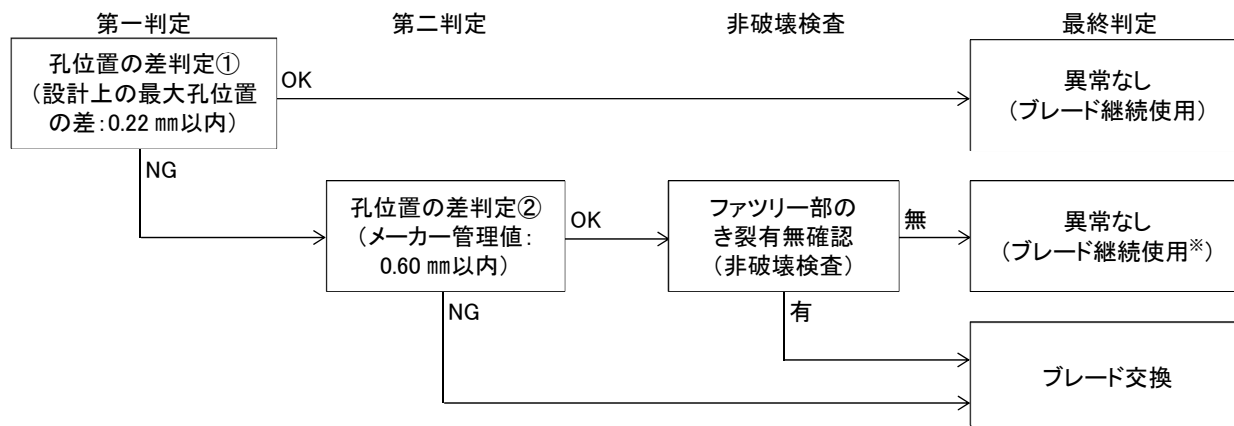 第一判定
第二判定
非破壊検査
最終判定
孔位置の差判定①
(設計上の最大孔位置
の差:0.22 ㎜以内)
OK
異常なし
(ブレード継続使用)
NG
孔位置の差判定②
(メーカー管理値:
0.60 ㎜以内)
OK
ファツリー部の
き裂有無確認
(非破壊検査)
無
異常なし
(ブレード継続使用※)
NG
有
ブレード交換